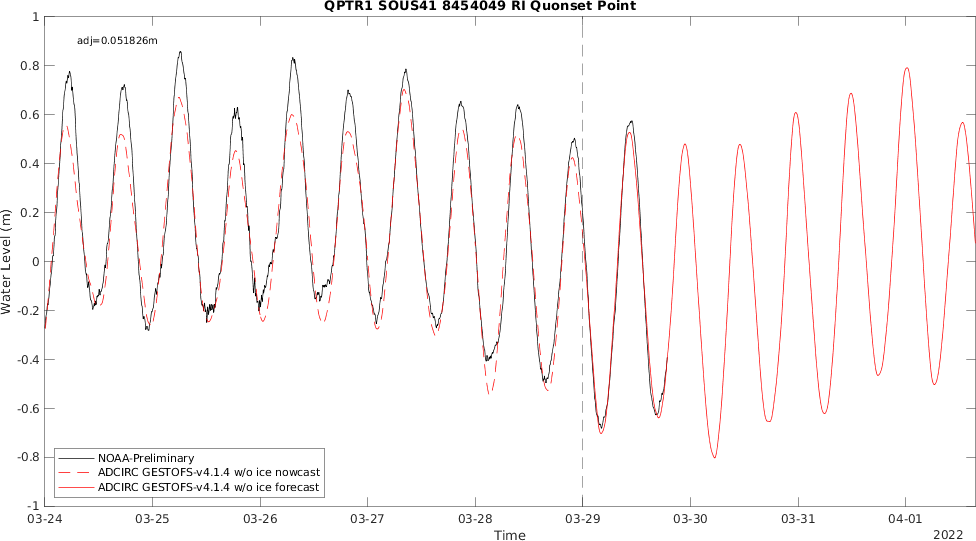 QPTR1 SOUS41 8454049 RI Quonset Point
adj=0.051826m
1
0.8
0.6
0.4
0.2
0
-0.2
-0.4
-0.6
-0.8
-1
Water Level (m)
NOAA-Preliminary
ADCIRC GESTOFS-v4.1.4 w/o ice nowcast
ADCIRC GESTOFS-v4.1.4 w/o ice forecast
03-24 03-25 03-26 03-27 03-28 03-29 03-30 03-31 04-01
Time
2022